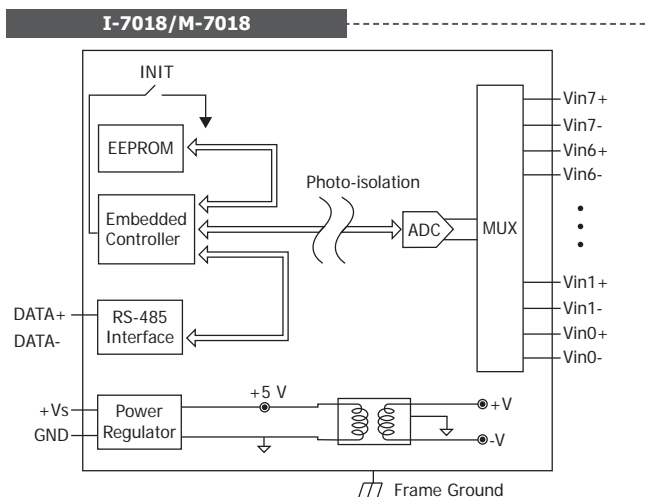 I-7018/M-7018
INIT
EEPROM
Embedded
Controller
RS-485
Interface
DATA+
DATA-
Photo-isolation
ADC
MUX
Vin7+
Vin7-
Vin6+
Vin6-
Vin1+
Vin1-
Vin0+
Vin0-
+Vs
GND
Power
Regulator
+5 V
+V
-V
Frame Ground